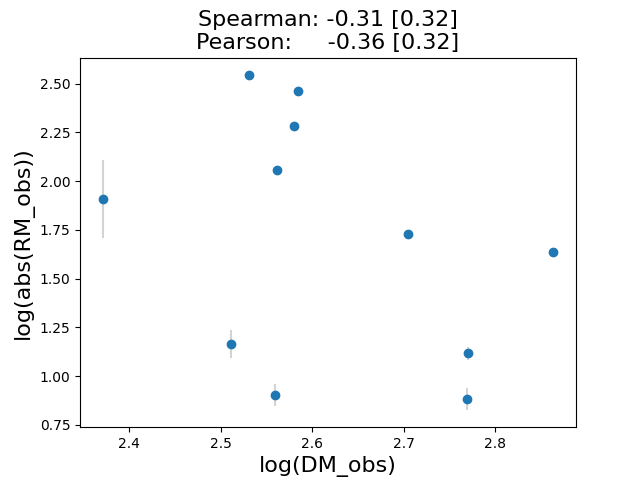 Spearman: -0.31 [0.32]
Pearson: -0.36 [0.32]
log(abs(RM_obs))
2.50
2.25
2.00
1.75
1.50
1.25
1.00
0.75
2.4 2.5 2.6 2.7 2.8
log(DM_obs)